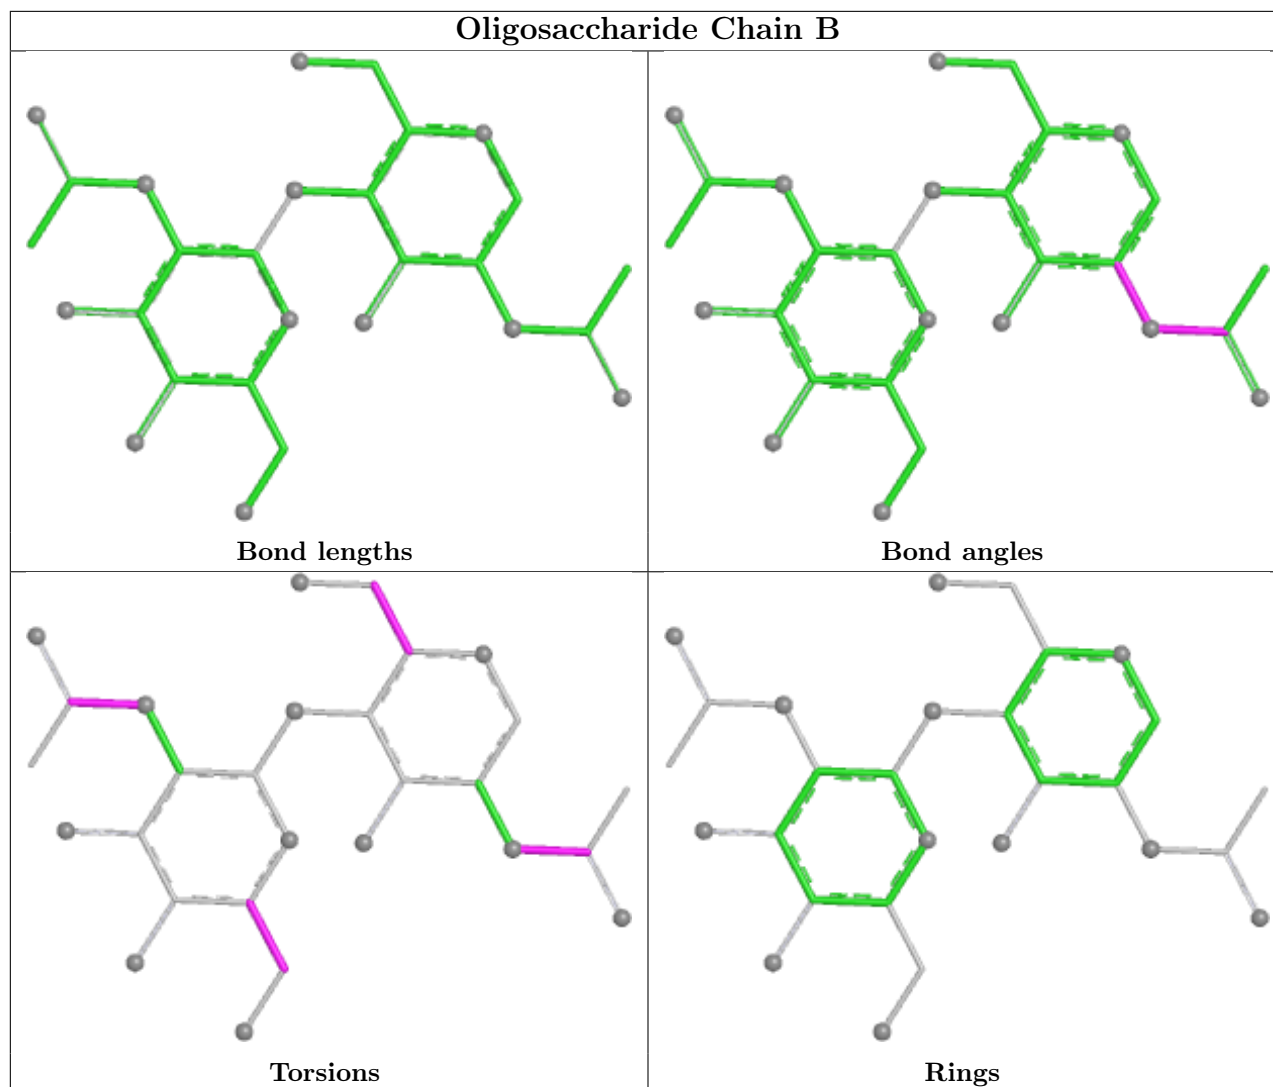 Oligosaccharide Chain B
Bond lengths
Bond angles
Torsions
Rings